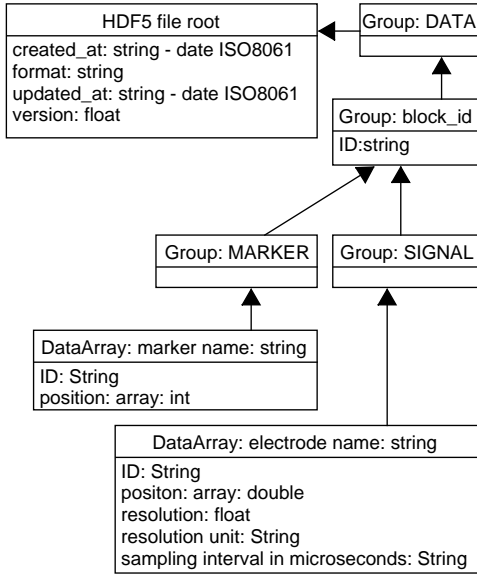 HDF5 file root
created_at: string - date ISO8061
format: string
updated_at: string - date ISO8061
version: float
Group: DATA
Group: block_id
ID:string
Group: MARKER
Group: SIGNAL
DataArray: marker name: string
ID: String
position: array: int
DataArray: electrode name: string
ID: String
positon: array: double
resolution: float
resolution unit: String
sampling interval in microseconds: String